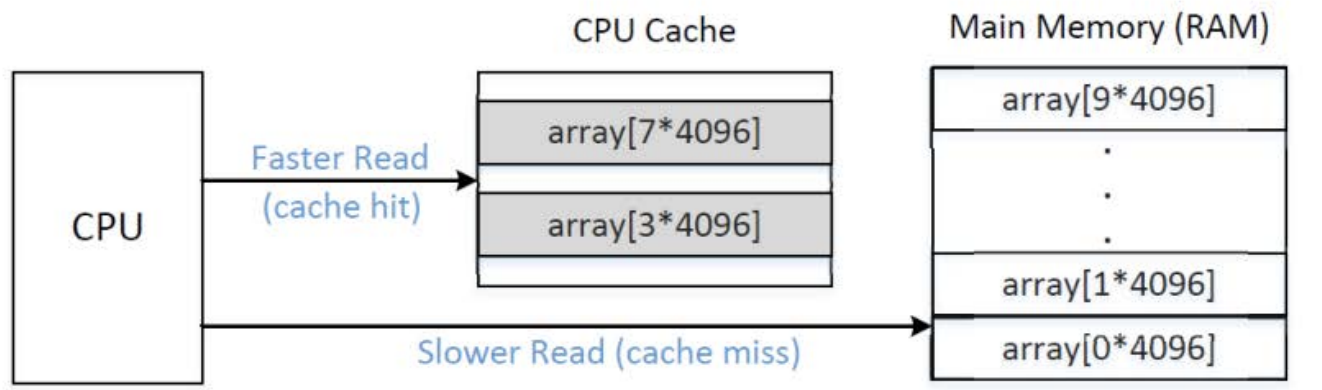 CPU Cache
Main Memory (RAM)
CPU
Faster Read
(cache hit)
array[7*4096]
array[3*4096]
Slower Read (cache miss)
array[9*4096]
.
.
.
array[1*4096]
array[0*4096]